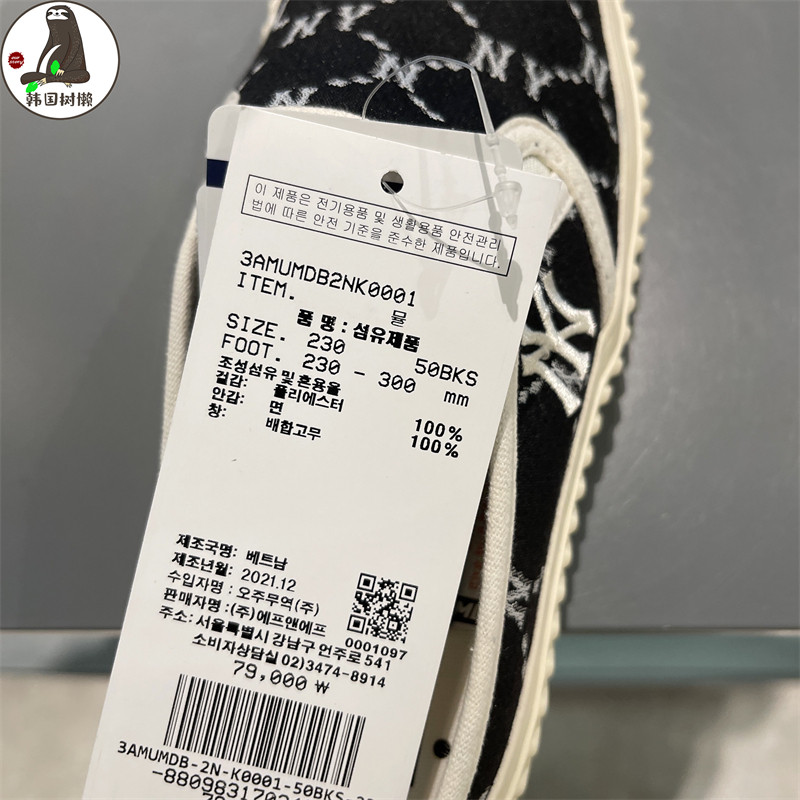 韩国树懒
NY
이 제품은 전기용품 및 생활용품 안전관리
법에 따른 안전 기준을 준수한 제품입니다.
3AMUMDB2NK0001
ITEM.
뮬
품 명 : 섬유제품
SIZE. 230 50BKS
FOOT. 230 - 300 mm
조성섬유 및 혼용율
겉감: 폴리에스터 100%
안감: 면 100%
창: 배합고무
제조국명: 베트남
제조년월: 2021.12
수입자명 : 오주무역(주)
판매자명 : (주)에프앤에프
0001097
주소: 서울특별시 강남구 언주로 541
소비자상담실 02)3474-8914
79,000 ₩
3AMUMDB-2N-K0001-50BKS